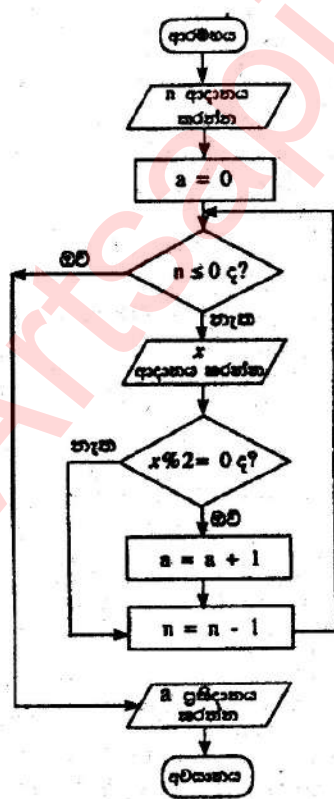 ආරම්භය
n ආදානය
කරන්න
a = 0
ඔව්
n ≤ 0 ද?
නැත
x
ආදානය කරන්න
නැත
x%2 = 0 ද?
ඔව්
a = a + 1
n = n - 1
a ප්‍රතිදානය
කරන්න
අවසානය